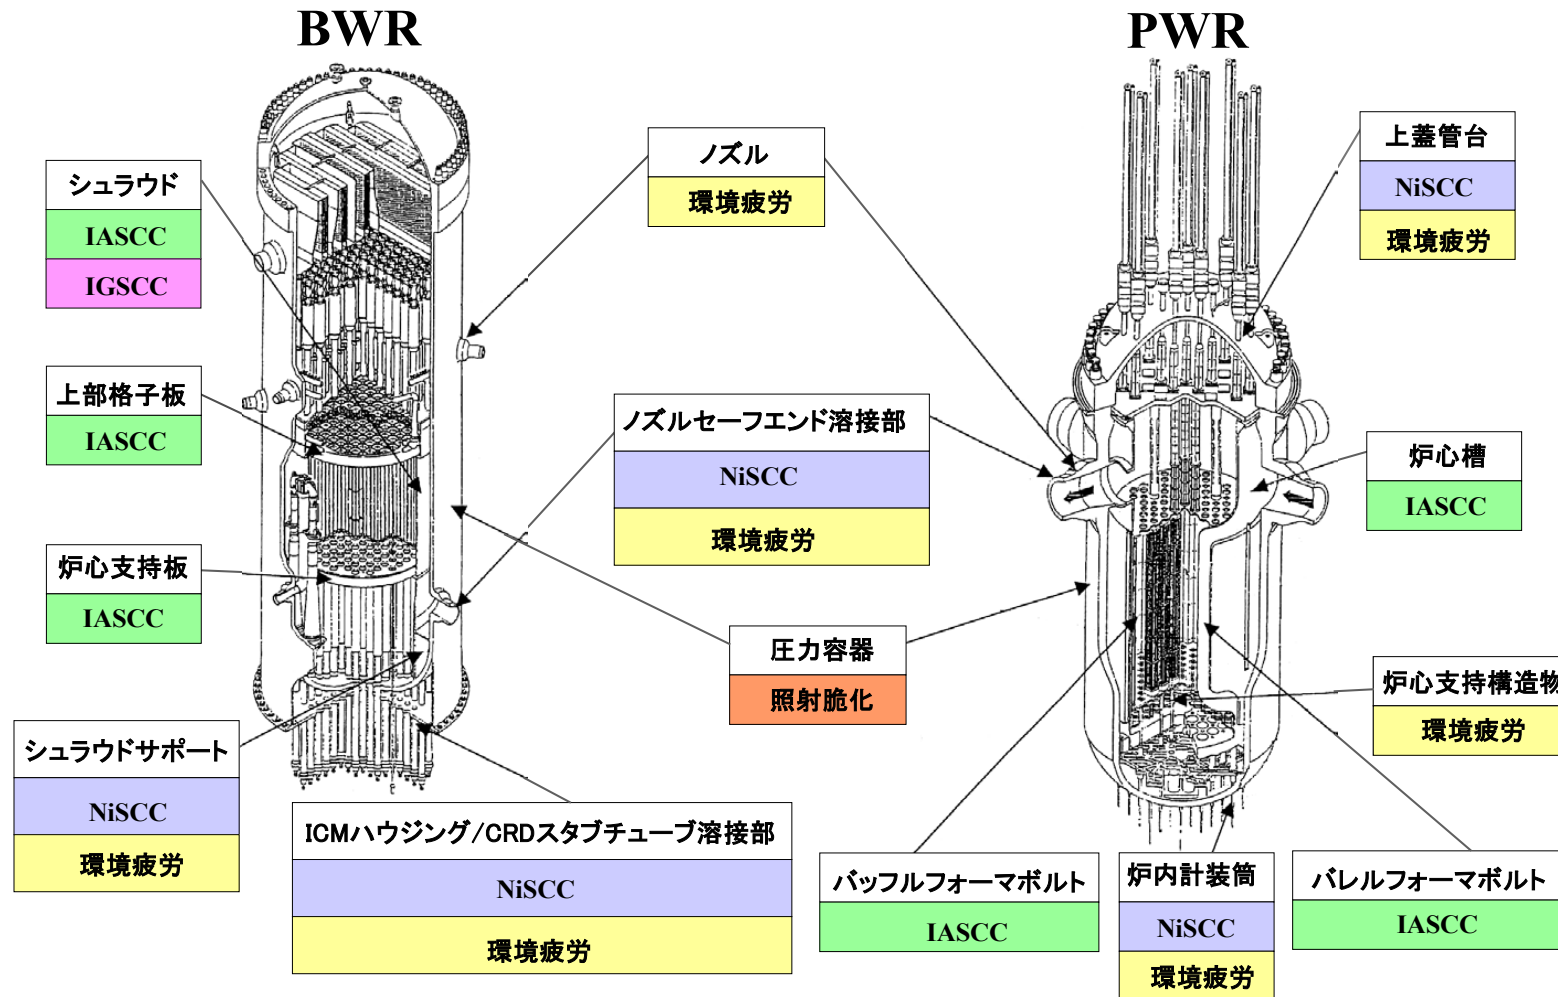 BWR
PWR
シュラウド
IASCC
IGSCC
上部格子板
IASCC
炉心支持板
IASCC
シュラウドサポート
NiSCC
環境疲労
ICMハウジング/CRDスタブチューブ溶接部
NiSCC
環境疲労
ノズル
環境疲労
ノズルセーフエンド溶接部
NiSCC
環境疲労
圧力容器
照射脆化
上蓋管台
NiSCC
環境疲労
炉心槽
IASCC
炉心支持構造物
環境疲労
バッフルフォーマボルト
IASCC
炉内計装筒
NiSCC
環境疲労
バレルフォーマボルト
IASCC